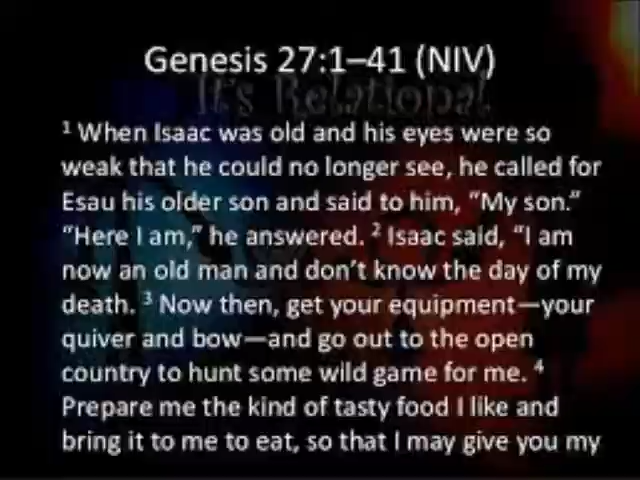 Genesis 27:1–41 (NIV)
It's Relational
¹ When Isaac was old and his eyes were so
weak that he could no longer see, he called for
Esau his older son and said to him, “My son.”
“Here I am,” he answered. ² Isaac said, “I am
now an old man and don’t know the day of my
death. ³ Now then, get your equipment—your
quiver and bow—and go out to the open
country to hunt some wild game for me. ⁴
Prepare me the kind of tasty food I like and
bring it to me to eat, so that I may give you my